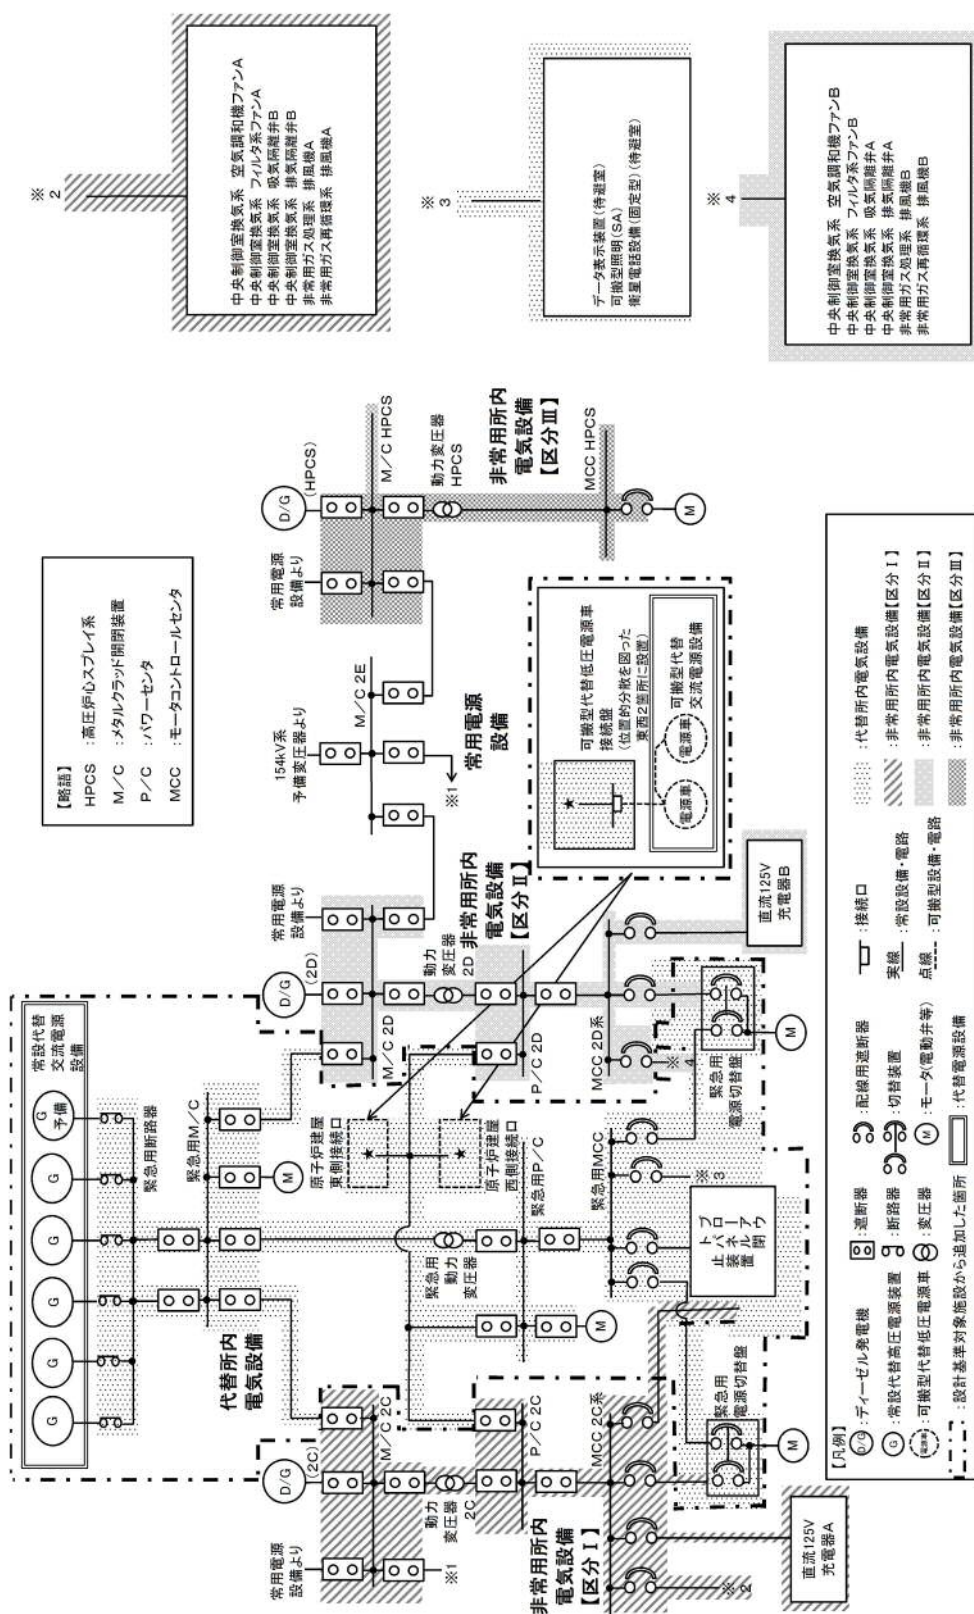 ※
2
中央制御室換気系 空気調和機ファンA
中央制御室換気系 フィルタ系ファンA
中央制御室換気系 吸気隔離弁B
中央制御室換気系 排気隔離弁B
非常用ガス処理系 排風機A
非常用ガス再循環系 排風機A
※
3
データ表示装置(待避室)
可搬型照明(SA)
衛星電話設備(固定型)(待避室)
※
4
中央制御室換気系 空気調和機ファンB
中央制御室換気系 フィルタ系ファンB
中央制御室換気系 吸気隔離弁A
中央制御室換気系 排気隔離弁A
非常用ガス処理系 排風機B
非常用ガス再循環系 排風機B
【略語】
HPCS :高圧炉心スプレイ系
M/C :メタルクラッド開閉装置
P/C :パワーセンタ
MCC :モータコントロールセンタ
常設代替
交流電源
設備
G
G
G
G
G
G
予備
緊急用断路器
緊急用M/C
M
代替所内
電気設備
D/G
(2C)
常用電源
設備より
※1
M/C 2C
動力
変圧器
2C
P/C 2C
非常用所内
電気設備
【区分Ⅰ】
MCC 2C系
※2
直流125V
充電器A
緊急用
電源切替盤
M
緊急用
動力
変圧器
緊急用P/C
M
緊急用MCC
ブローアウ
トパネル閉
止装置
※3
原子炉建屋
東側接続口
★
原子炉建屋
西側接続口
★
D/G
(2D)
常用電源
設備より
M/C 2D
動力
変圧器
2D
非常用所内
電気設備
【区分Ⅱ】
P/C 2D
MCC 2D系
※4
緊急用
電源切替盤
M
直流125V
充電器B
154kV系
予備変圧器より
M/C 2E
※1
常用電源
設備
可搬型代替低圧電源車
接続盤
(位置的分散を図った
東西2箇所に設置)
★
可搬型代替
交流電源設備
電源車
電源車
常用電源
設備より
D/G
(HPCS)
M/C HPCS
動力変圧器
HPCS
非常用所内
電気設備
【区分Ⅲ】
MCC HPCS
M
【凡例】
D/G :ディーゼル発電機
G :常設代替高圧電源装置
:可搬型代替低圧電源車
:設計基準対象施設から追加した箇所
:遮断器
:断路器
:変圧器
:代替電源設備
:配線用遮断器
:切替装置
M :モータ(電動弁等)
:接続口
実線 :常設設備・電路
点線 :可搬型設備・電路
:代替所内電気設備
:非常用所内電気設備【区分Ⅰ】
:非常用所内電気設備【区分Ⅱ】
:非常用所内電気設備【区分Ⅲ】